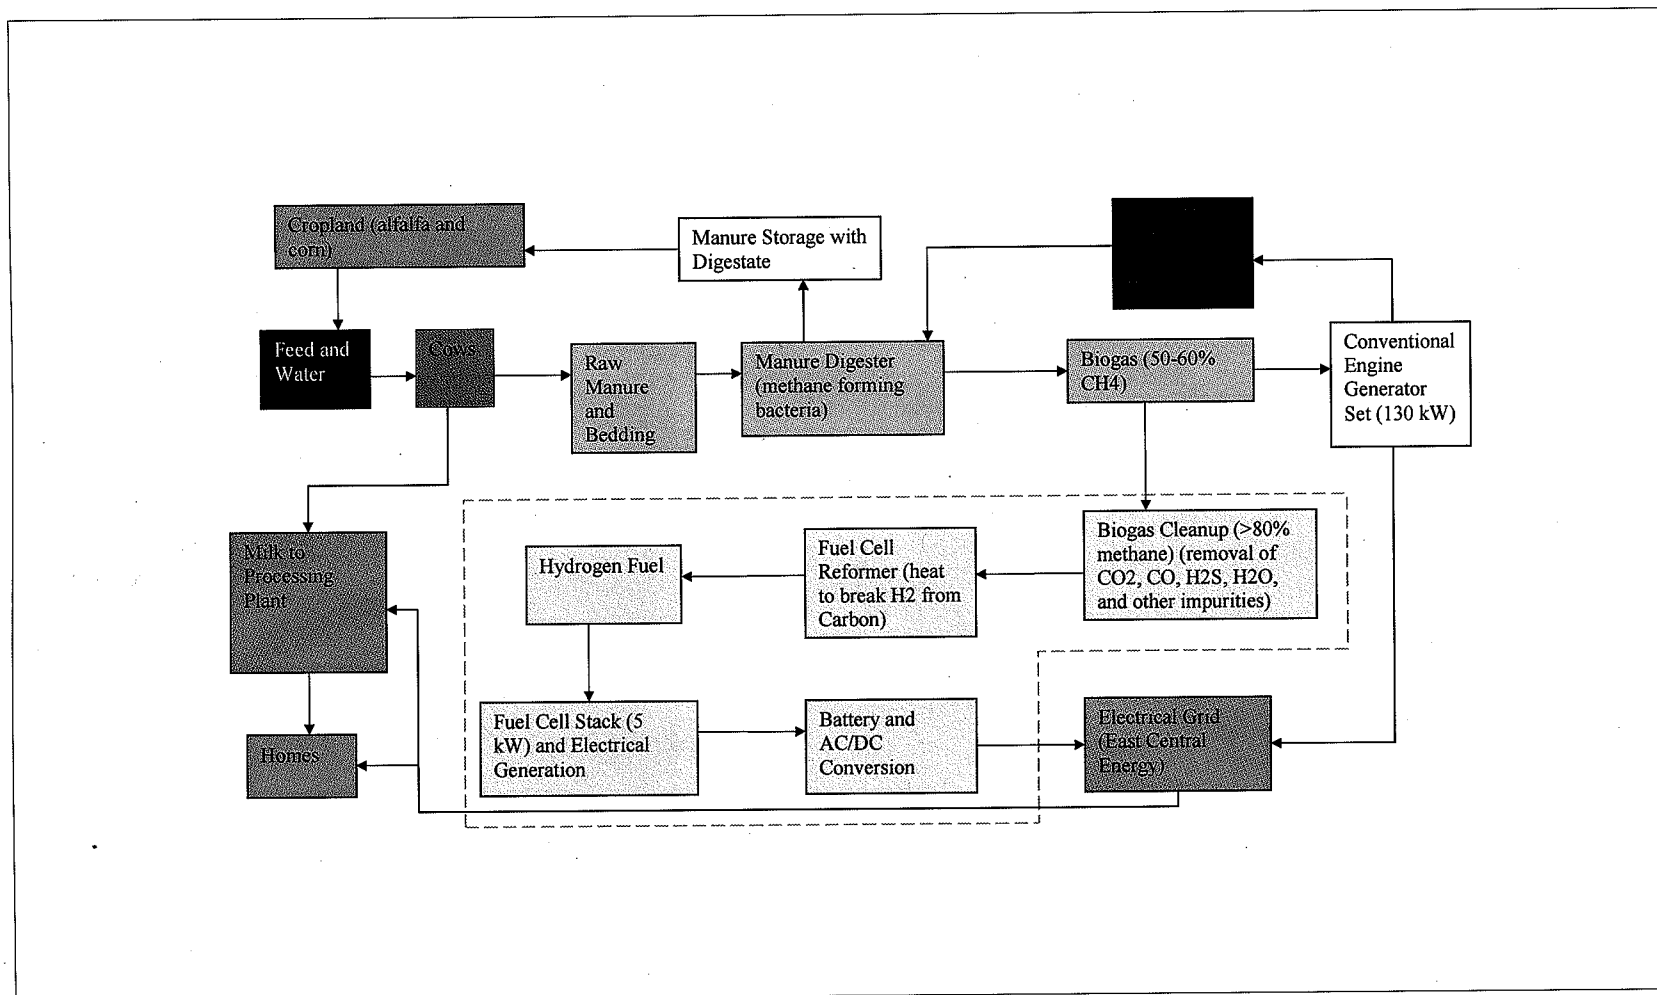 Cropland (alfalfa and
corn)
Manure Storage with
Digestate
Feed and
Water
Cows
Raw
Manure
and
Bedding
Manure Digester
(methane forming
bacteria)
Biogas (50-60%
CH4)
Conventional
Engine
Generator
Set (130 kW)
Milk to
Processing
Plant
Hydrogen Fuel
Fuel Cell
Reformer (heat
to break H2 from
Carbon)
Biogas Cleanup (>80%
methane) (removal of
CO2, CO, H2S, H2O,
and other impurities)
Homes
Fuel Cell Stack (5
kW) and Electrical
Generation
Battery and
AC/DC
Conversion
Electrical Grid
(East Central
Energy)